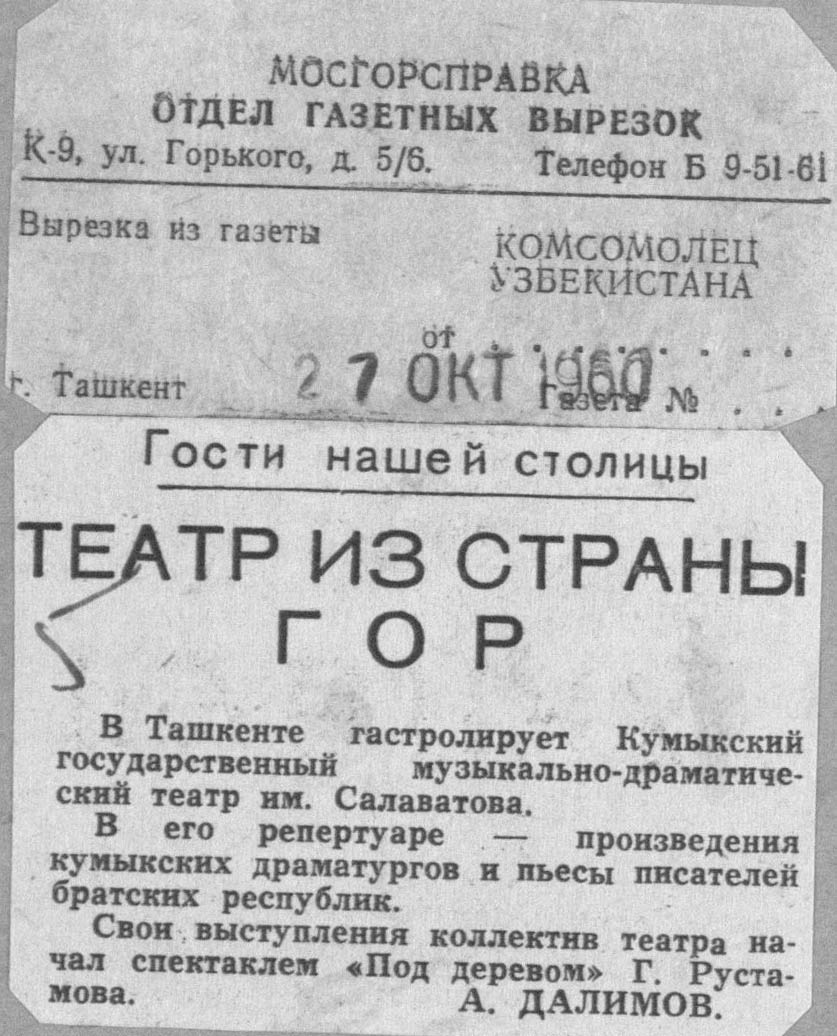 МОСГОРСПРАВКА
ОТДЕЛ ГАЗЕТНЫХ ВЫРЕЗОК
К-9, ул. Горького, д. 5/6. Телефон Б 9-51-61
Вырезка из газеты
КОМСОМОЛЕЦ
УЗБЕКИСТАНА
от . . . . . . . .
г. Ташкент
27 ОКТ 1960
Газета № . . .
Гости нашей столицы
ТЕАТР ИЗ СТРАНЫ
ГОР
В Ташкенте гастролирует Кумыкский
государственный музыкально-драматиче-
ский театр им. Салаватова.
В его репертуаре — произведения
кумыкских драматургов и пьесы писателей
братских республик.
Свои выступления коллектив театра на-
чал спектаклем «Под деревом» Г. Руста-
мова. А. ДАЛИМОВ.